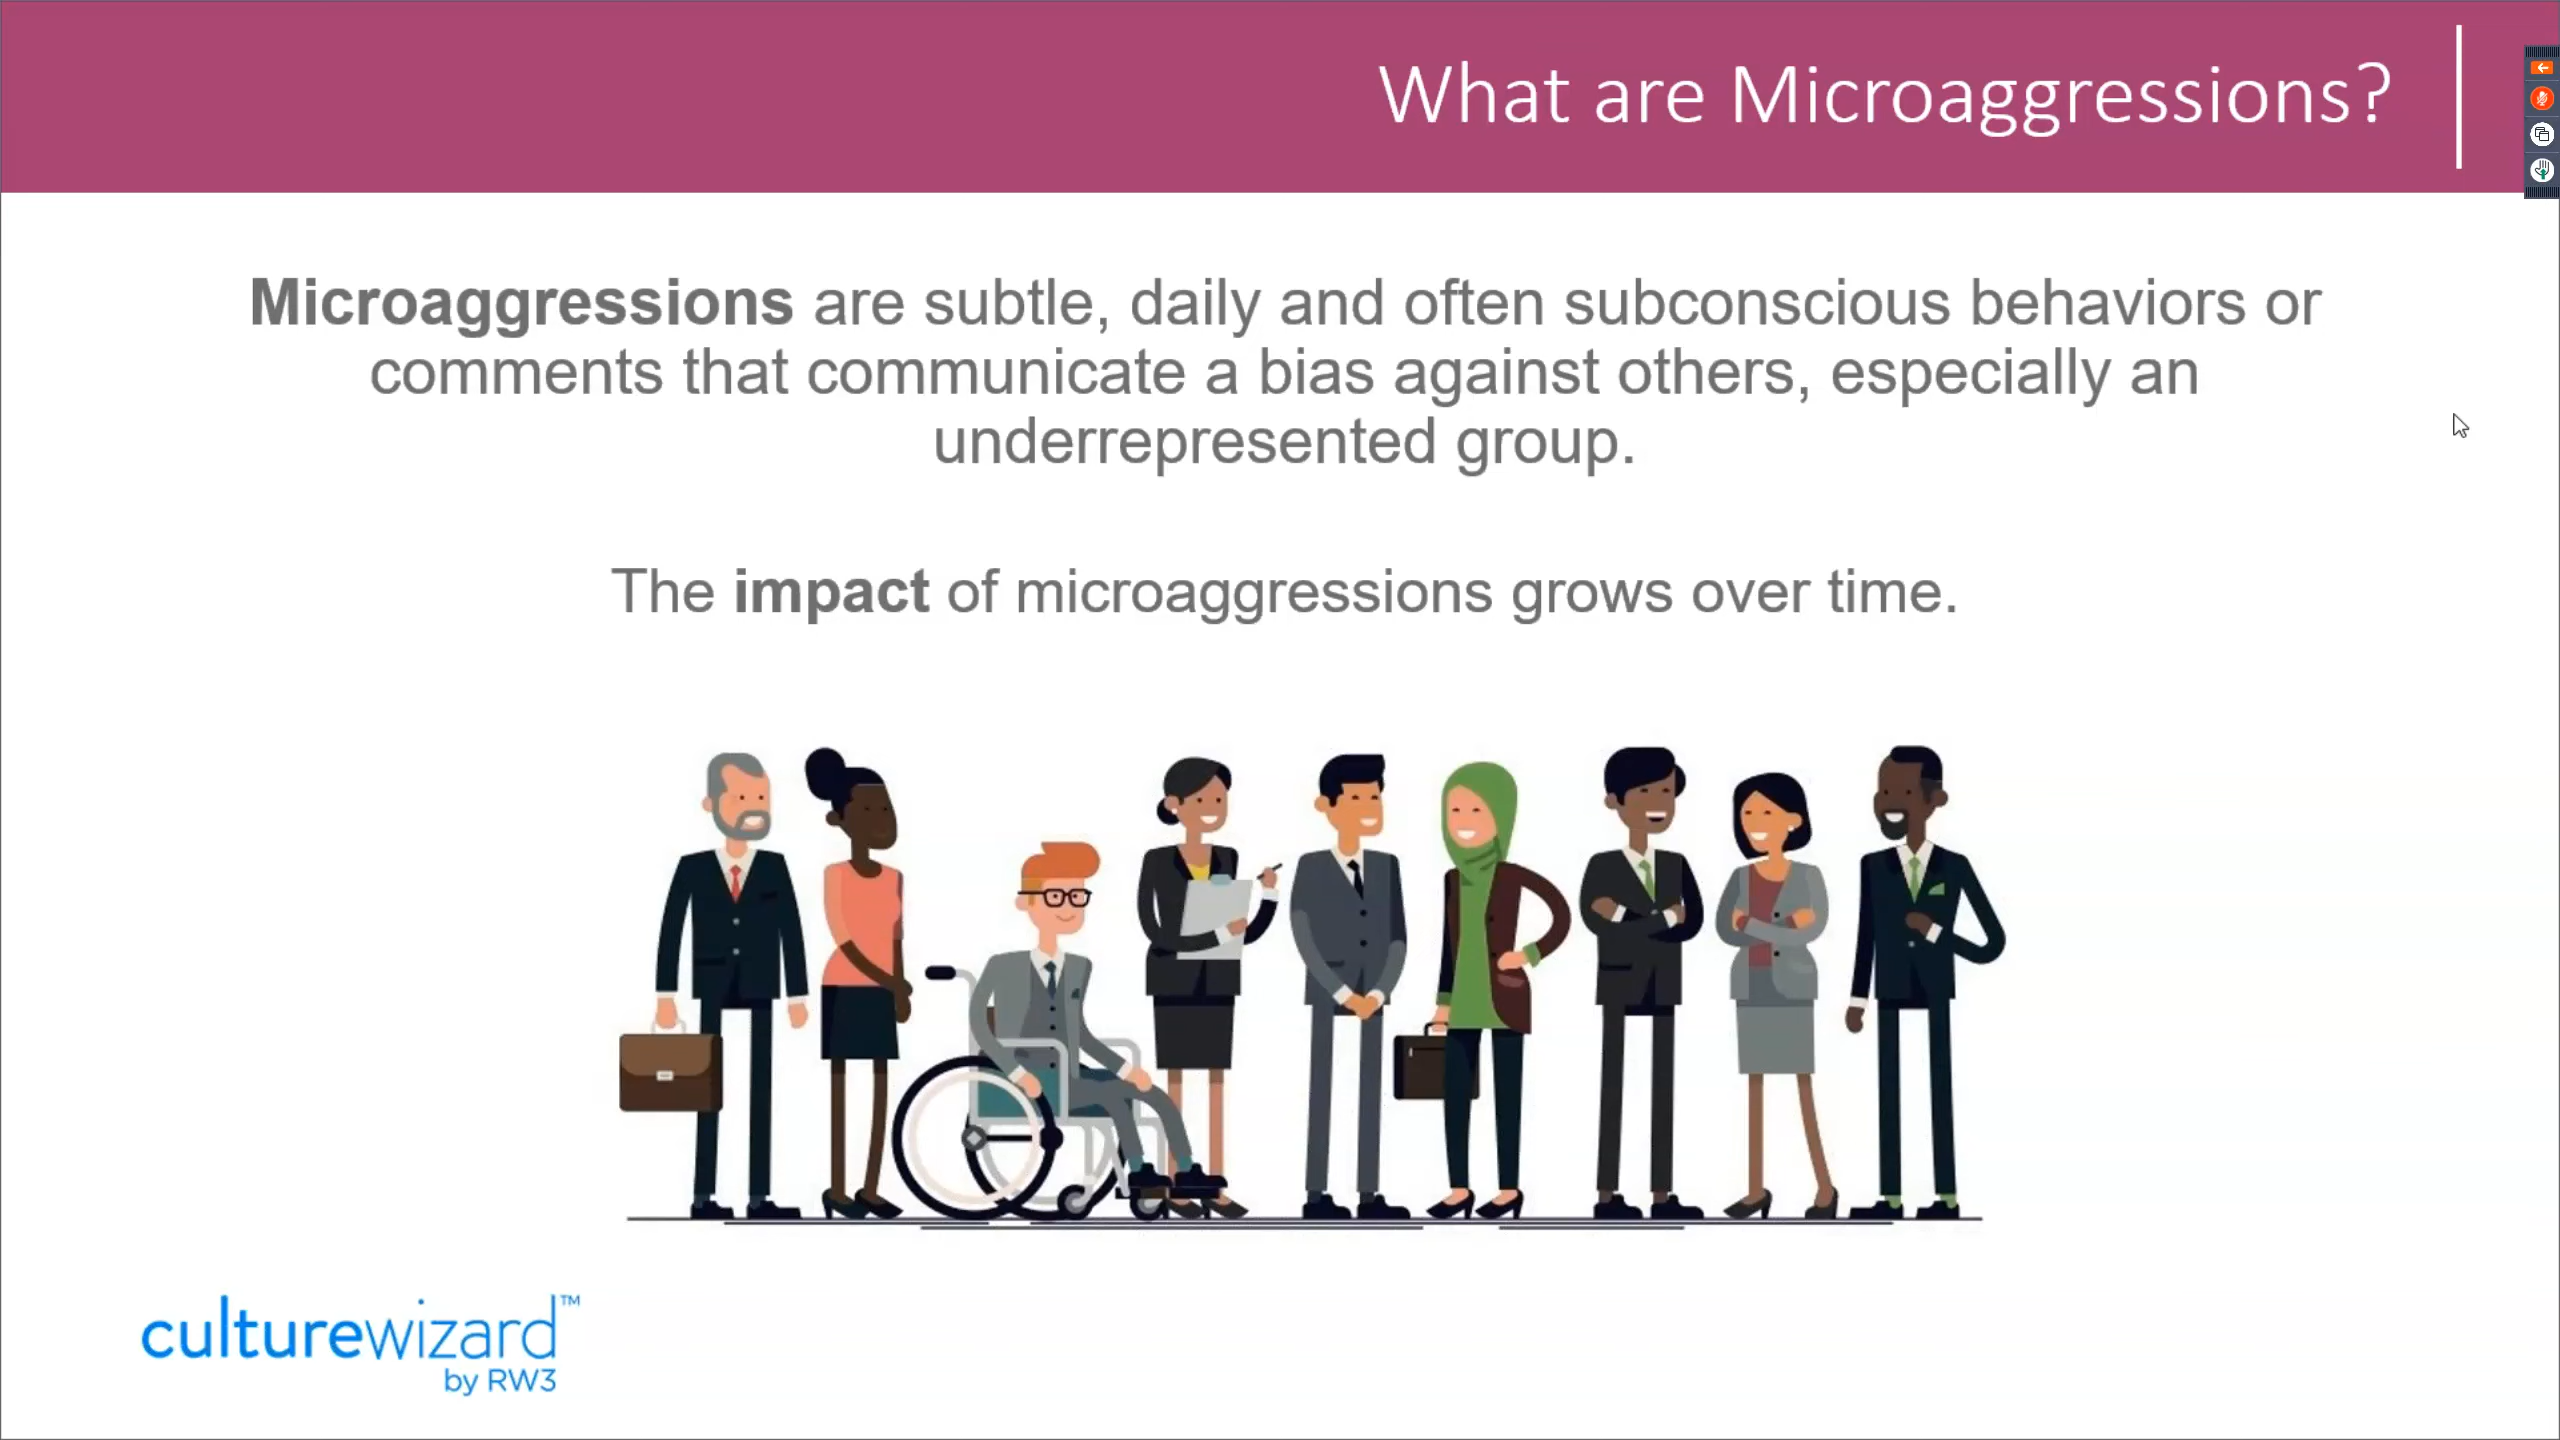 What are Microaggressions?
Microaggressions are subtle, daily and often subconscious behaviors or
comments that communicate a bias against others, especially an
underrepresented group.
The impact of microaggressions grows over time.
culturewizard™
by RW3